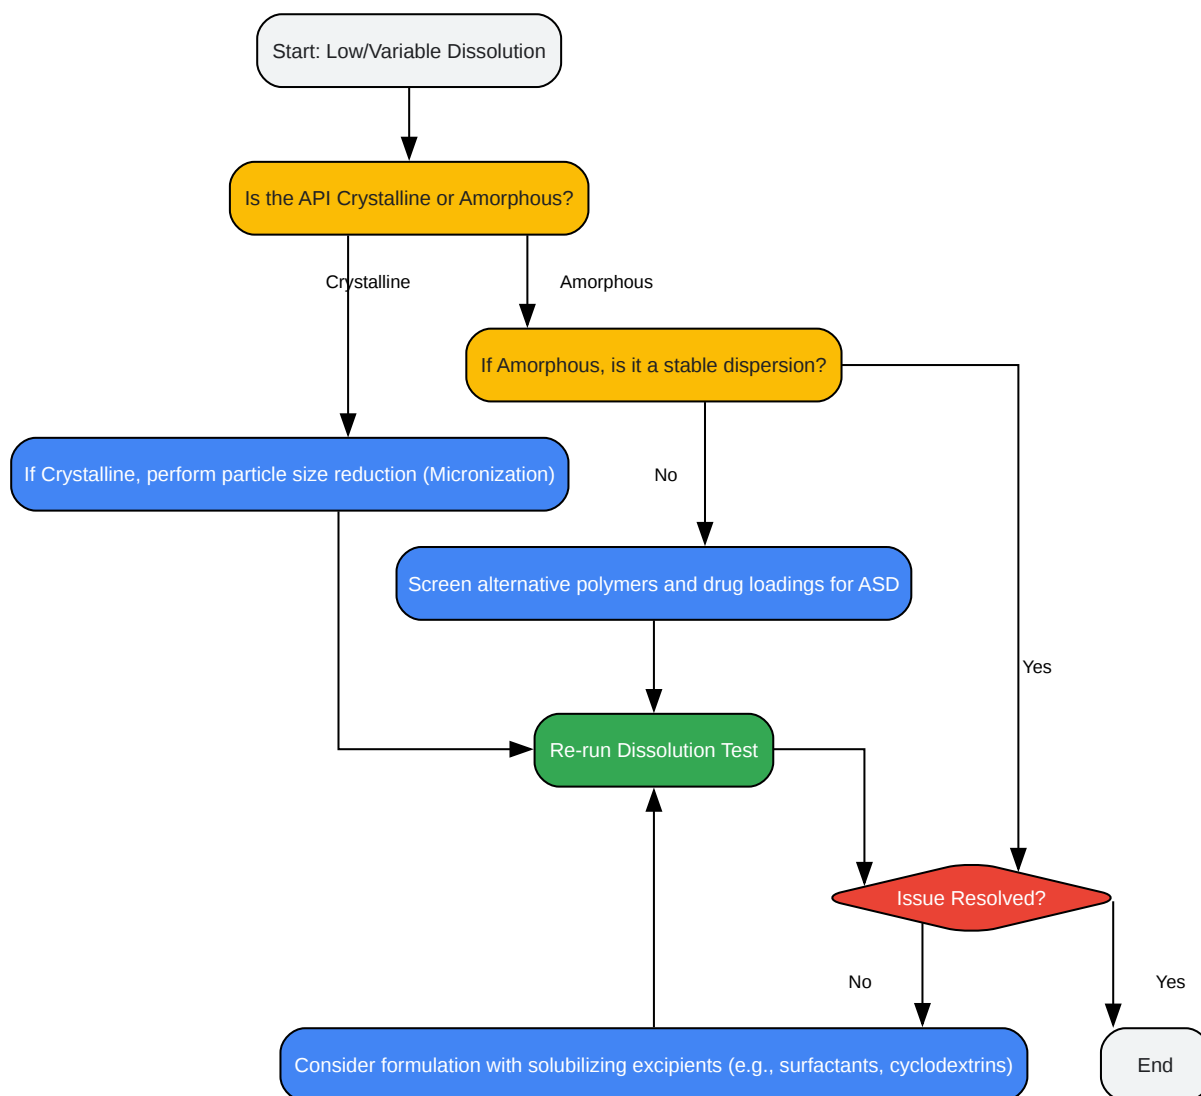 Start: Low/Variable Dissolution
Is the API Crystalline or Amorphous?
Crystalline
Amorphous
If Amorphous, is it a stable dispersion?
If Crystalline, perform particle size reduction (Micronization)
No
Screen alternative polymers and drug loadings for ASD
Yes
Re-run Dissolution Test
Issue Resolved?
No
Yes
Consider formulation with solubilizing excipients (e.g., surfactants, cyclodextrins)
End